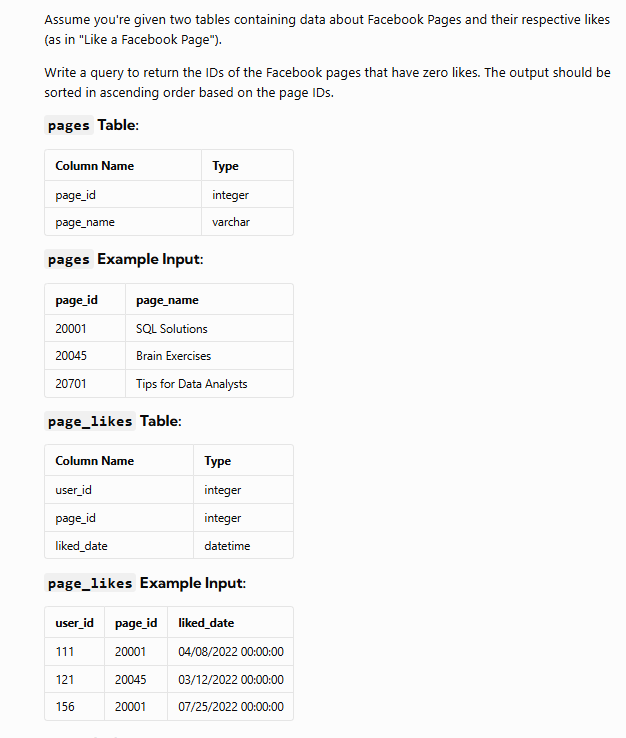 Assume you're given two tables containing data about Facebook Pages and their respective likes
(as in "Like a Facebook Page").
Write a query to return the IDs of the Facebook pages that have zero likes. The output should be
sorted in ascending order based on the page IDs.
pages Table:
Column Name Type
page_id integer
page_name varchar
pages Example Input:
page_id page_name
20001 SQL Solutions
20045 Brain Exercises
20701 Tips for Data Analysts
page_likes Table:
Column Name Type
user_id integer
page_id integer
liked_date datetime
page_likes Example Input:
user_id page_id liked_date
111 20001 04/08/2022 00:00:00
121 20045 03/12/2022 00:00:00
156 20001 07/25/2022 00:00:00